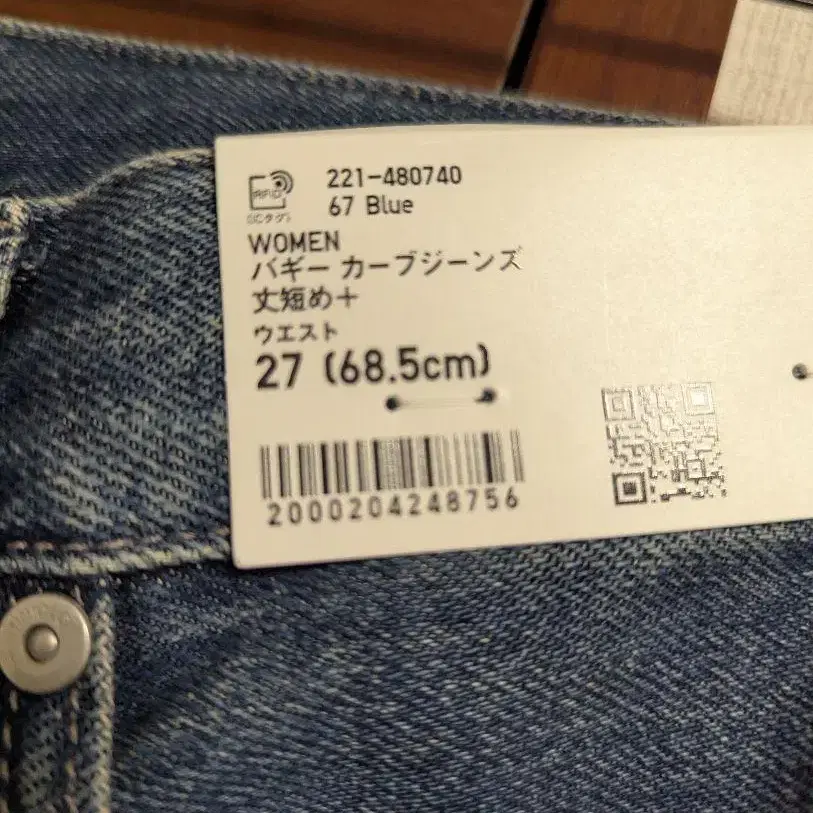 221-480740
67 Blue
RFID
(ICタグ)
WOMEN
バギー カーブジーンズ
丈短め+
ウエスト
27 (68.5cm)
2000204248756